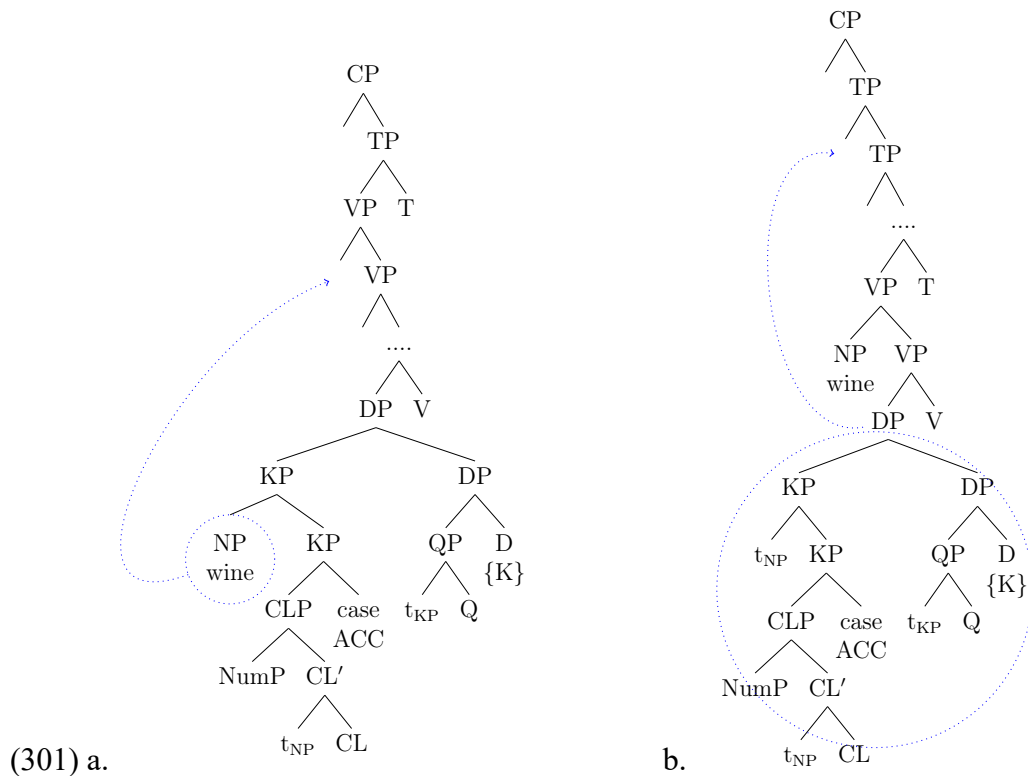 CP
TP
VP T
VP
....
DP V
KP DP
NP KP QP D
wine {K}
CLP case t_KP Q
ACC
NumP CL′
t_NP CL
(301) a.
CP
TP
TP
....
VP T
NP VP
wine
DP V
KP DP
t_NP KP QP D
{K}
CLP case t_KP Q
ACC
NumP CL′
t_NP CL
b.